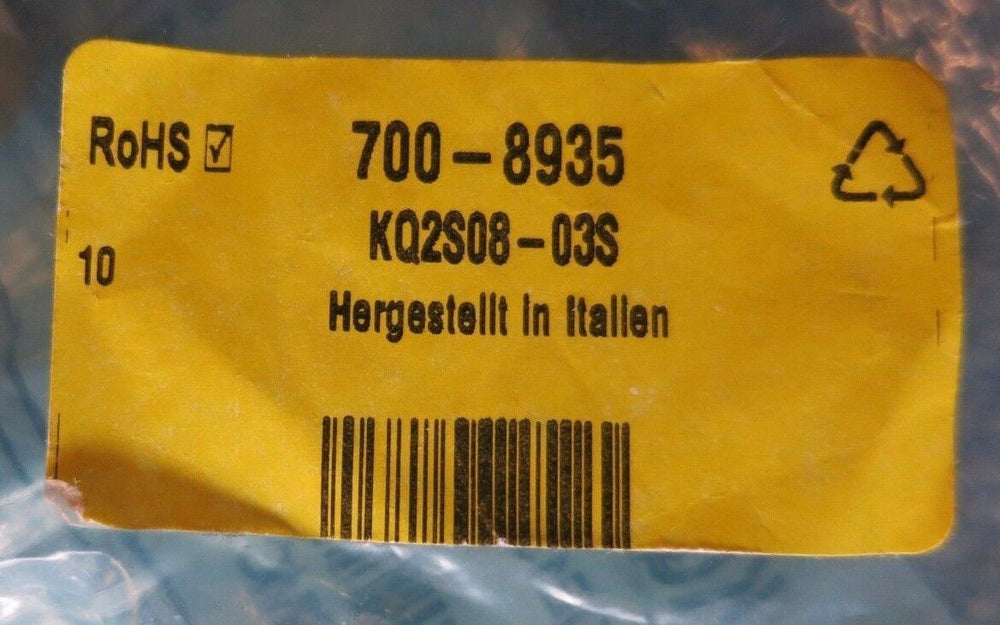 RoHS ☑
700-8935
KQ2S08-03S
10
Hergestellt in Italien